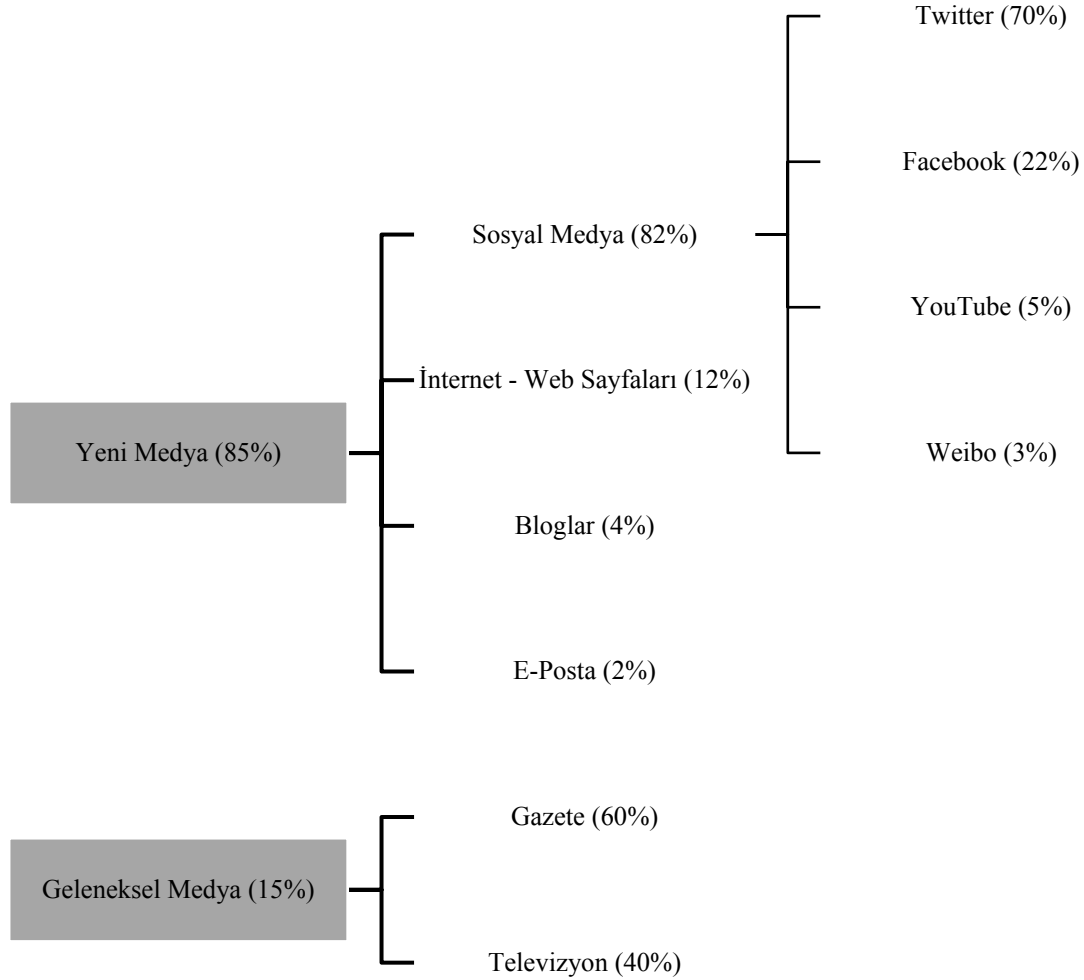 Twitter (70%)
Facebook (22%)
Sosyal Medya (82%)
YouTube (5%)
İnternet - Web Sayfaları (12%)
Yeni Medya (85%)
Weibo (3%)
Bloglar (4%)
E-Posta (2%)
Gazete (60%)
Geleneksel Medya (15%)
Televizyon (40%)